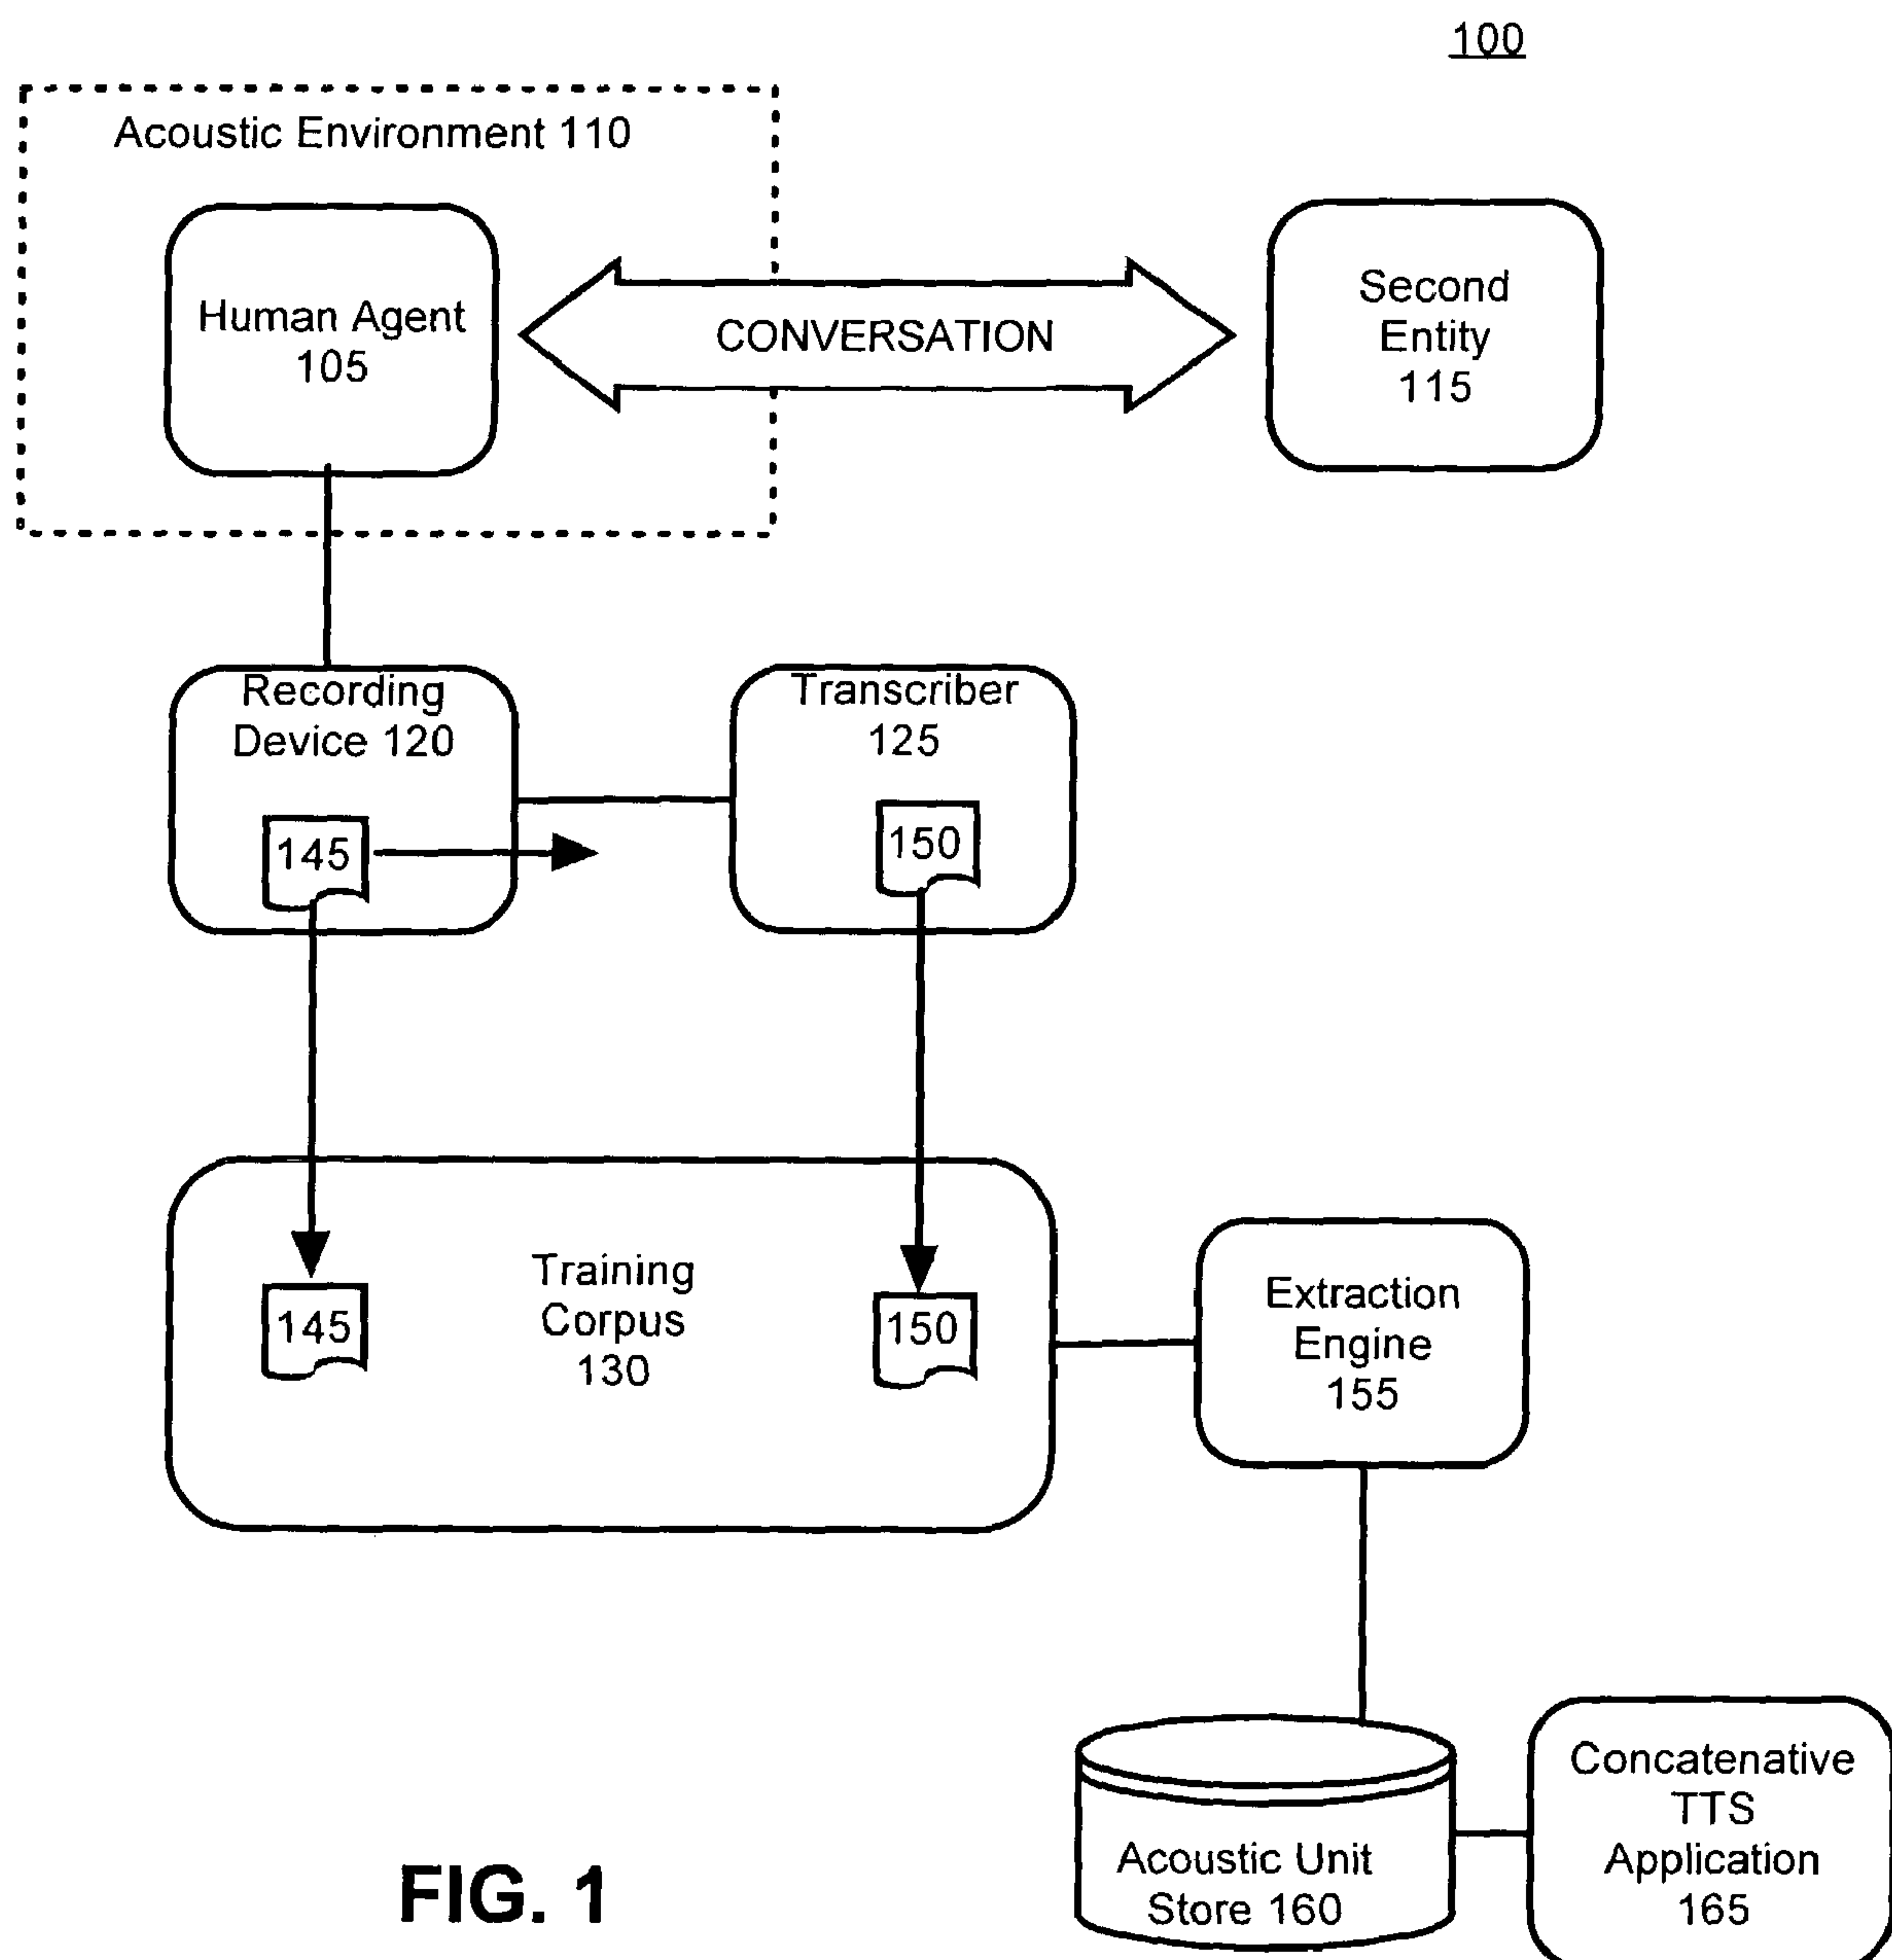 100
Acoustic Environment 110
Human Agent
105
CONVERSATION
Second
Entity
115
Recording
Device 120
145
Transcriber
125
150
145
Training
Corpus
130
150
Extraction
Engine
155
Acoustic Unit
Store 160
Concatenative
TTS
Application
165
FIG. 1